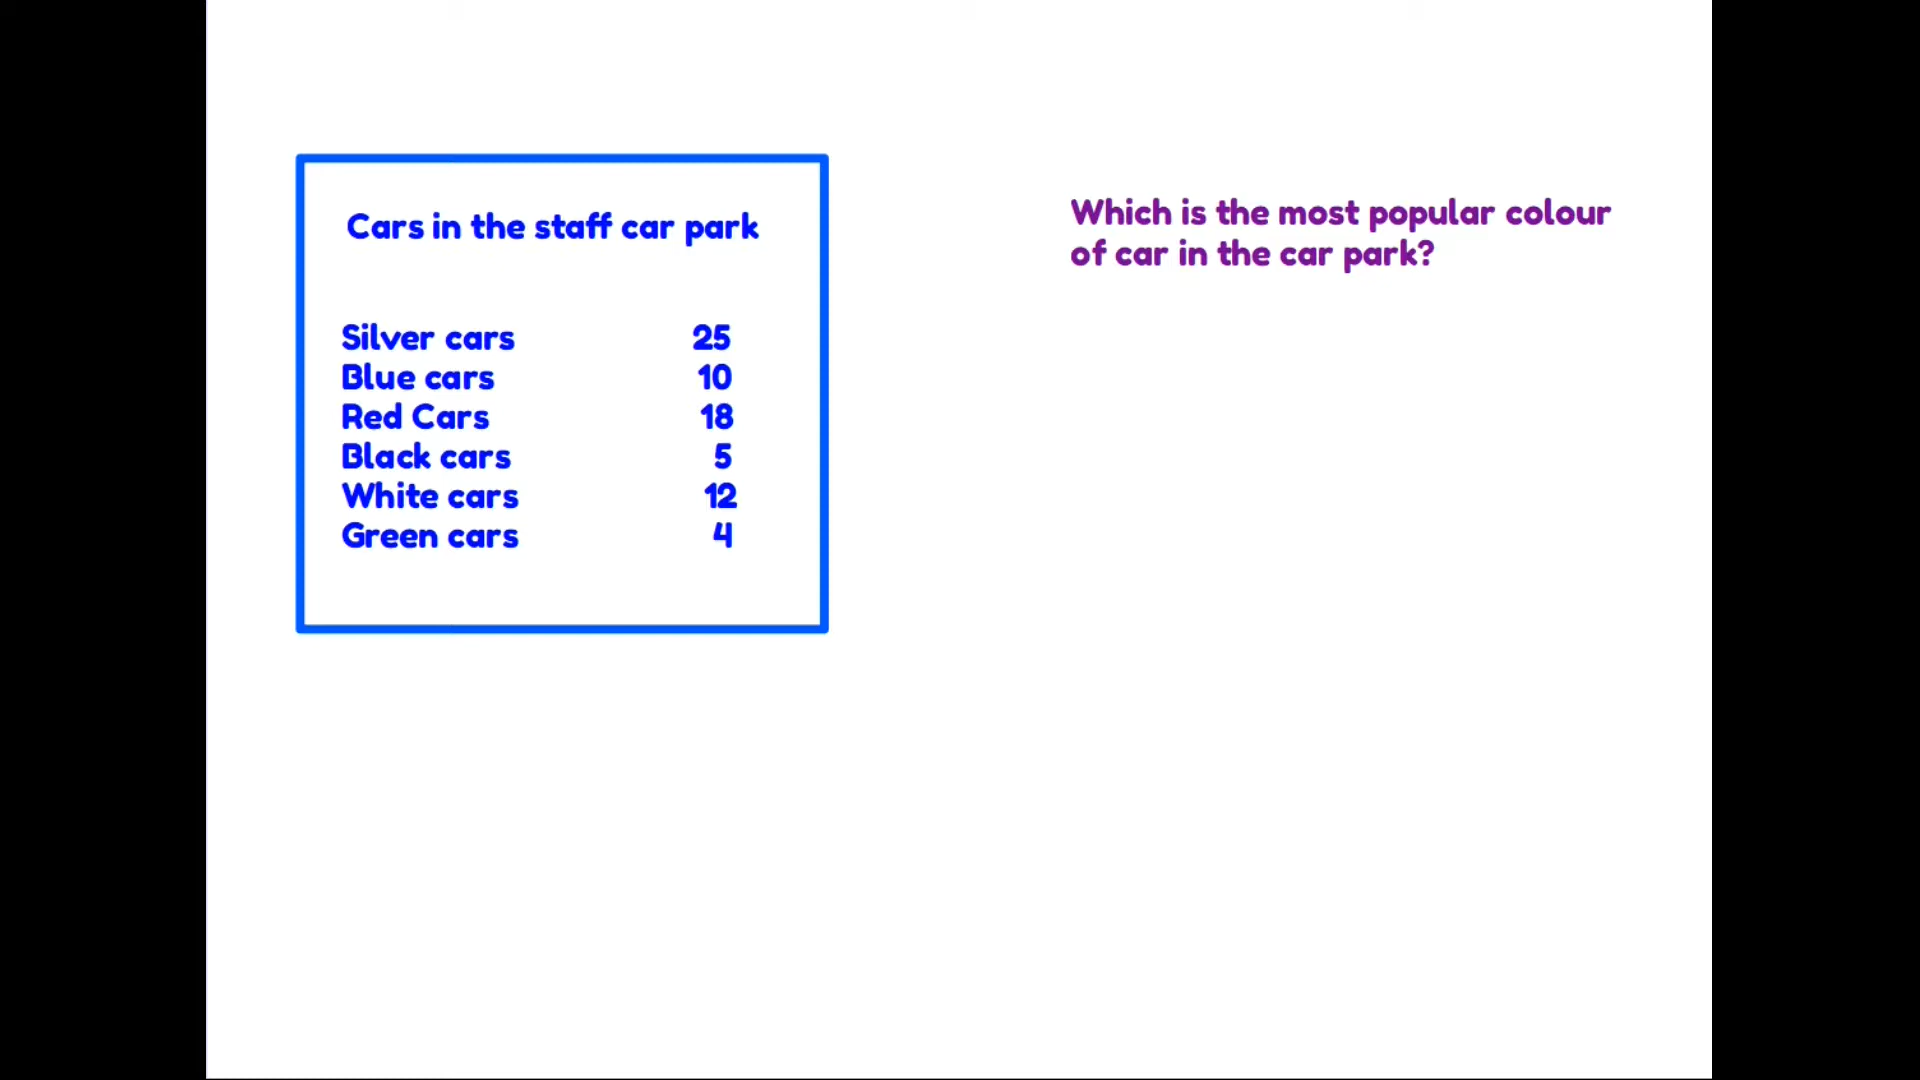 Cars in the staff car park
Silver cars 25
Blue cars 10
Red Cars 18
Black cars 5
White cars 12
Green cars 4
Which is the most popular colour
of car in the car park?